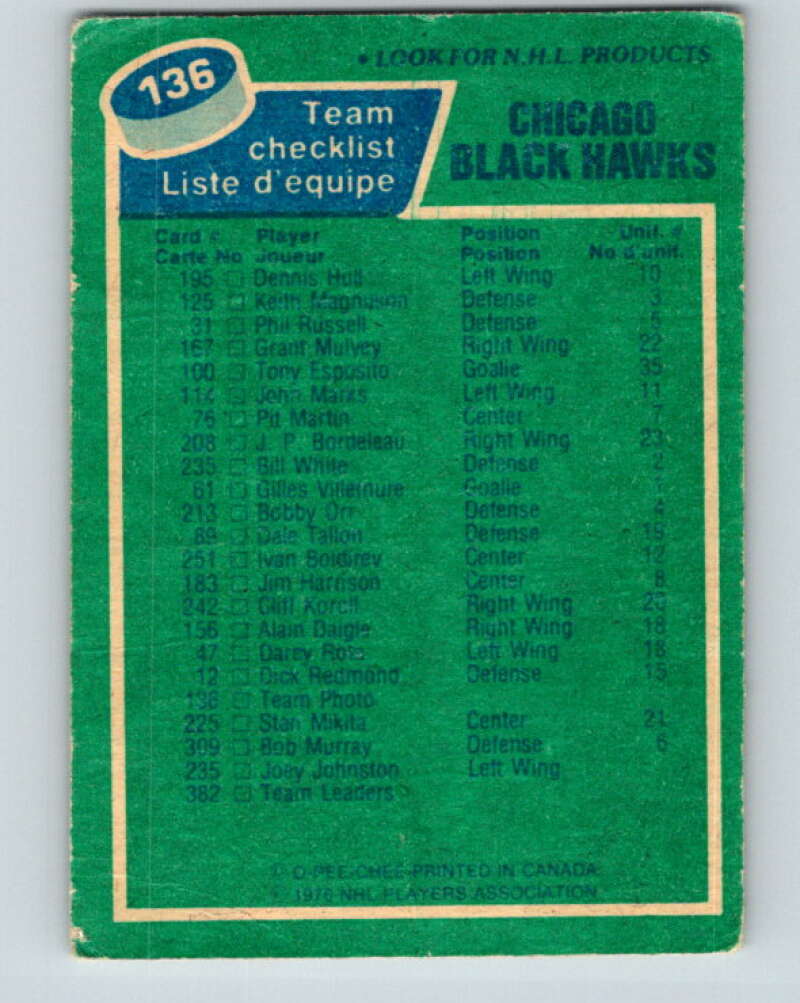 • LOOK FOR N.H.L. PRODUCTS
136
Team checklist
Liste d'équipe
CHICAGO
BLACK HAWKS
Card # Player Position Unif. #
Carte No Joueur Position No d'unif.
195 Dennis Hull Left Wing 10
125 Keith Magnuson Defense 3
31 Phil Russell Defense 5
167 Grant Mulvey Right Wing 22
100 Tony Esposito Goalie 35
114 John Marks Left Wing 11
76 Pit Martin Center 7
208 J. P. Bordeleau Right Wing 23
235 Bill White Defense 2
61 Gilles Villemure Goalie 1
213 Bobby Orr Defense 4
89 Dale Tallon Defense 19
251 Ivan Boldirev Center 12
183 Jim Harrison Center 8
242 Cliff Koroll Right Wing 20
156 Alain Daigle Right Wing 18
47 Darcy Rota Left Wing 18
12 Dick Redmond Defense 15
136 Team Photo
225 Stan Mikita Center 21
309 Bob Murray Defense 6
235 Joey Johnston Left Wing
382 Team Leaders
© O-PEE-CHEE PRINTED IN CANADA
© 1976 NHL PLAYERS ASSOCIATION